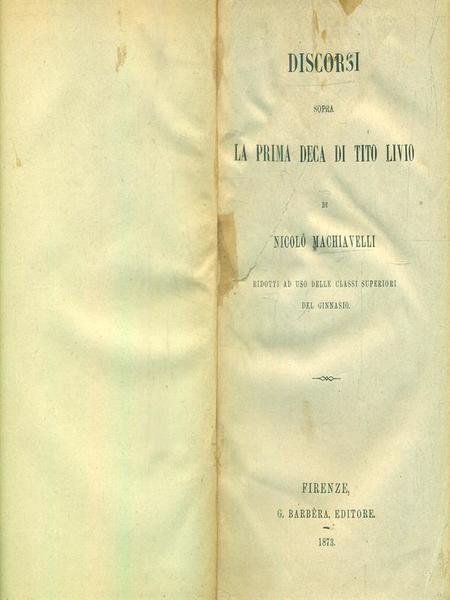 DISCORSI
SOPRA
LA PRIMA DECA DI TITO LIVIO
DI
NICOLÒ MACHIAVELLI
RIDOTTI AD USO DELLE CLASSI SUPERIORI
DEL GINNASIO.
FIRENZE,
G. BARBÈRA, EDITORE.
1873.